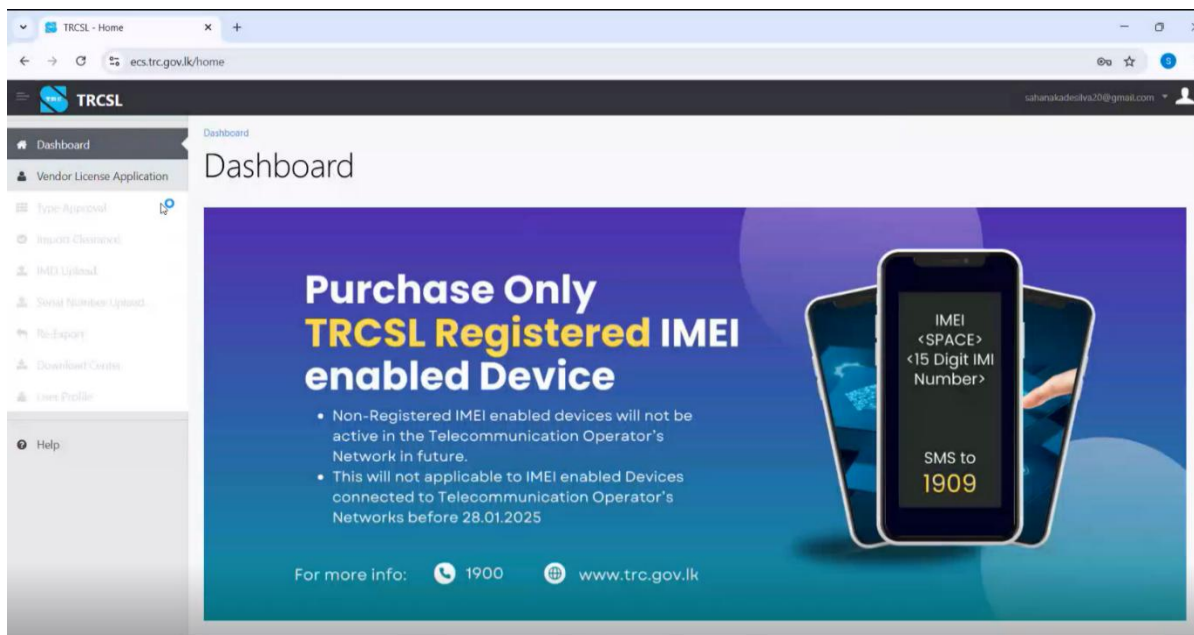 TRCSL - Home
ecs.trc.gov.lk/home
S
TRC
TRCSL
sahanakadesilva20@gmail.com
Dashboard
Vendor License Application
Type Approval
Import Clearance
IMEI Upload
Serial Number Upload
Re-Export
Download Center
User Profile
Help
Dashboard
Dashboard
Purchase Only
TRCSL Registered IMEI
enabled Device
• Non-Registered IMEI enabled devices will not be
active in the Telecommunication Operator's
Network in future.
• This will not applicable to IMEI enabled Devices
connected to Telecommunication Operator's
Networks before 28.01.2025
For more info: 1900 www.trc.gov.lk
IMEI
<SPACE>
<15 Digit IMI
Number>
SMS to
1909